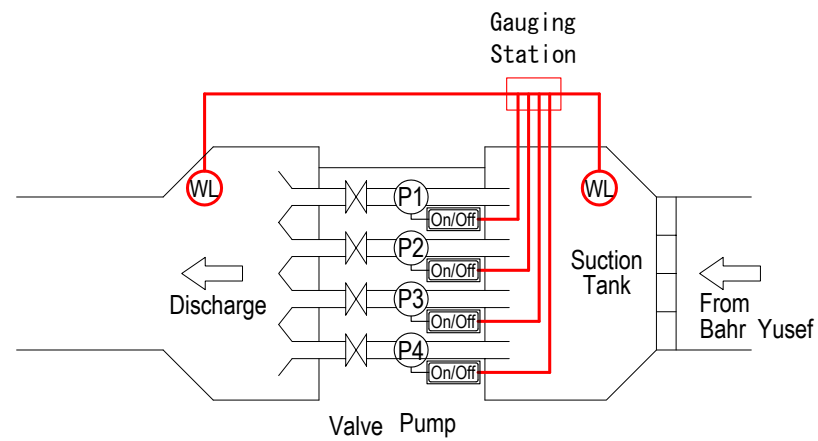 Gauging
Station
WL
WL
P1
On/Off
P2
On/Off
P3
On/Off
P4
On/Off
Suction
Tank
Discharge
From
Bahr Yusef
Valve Pump